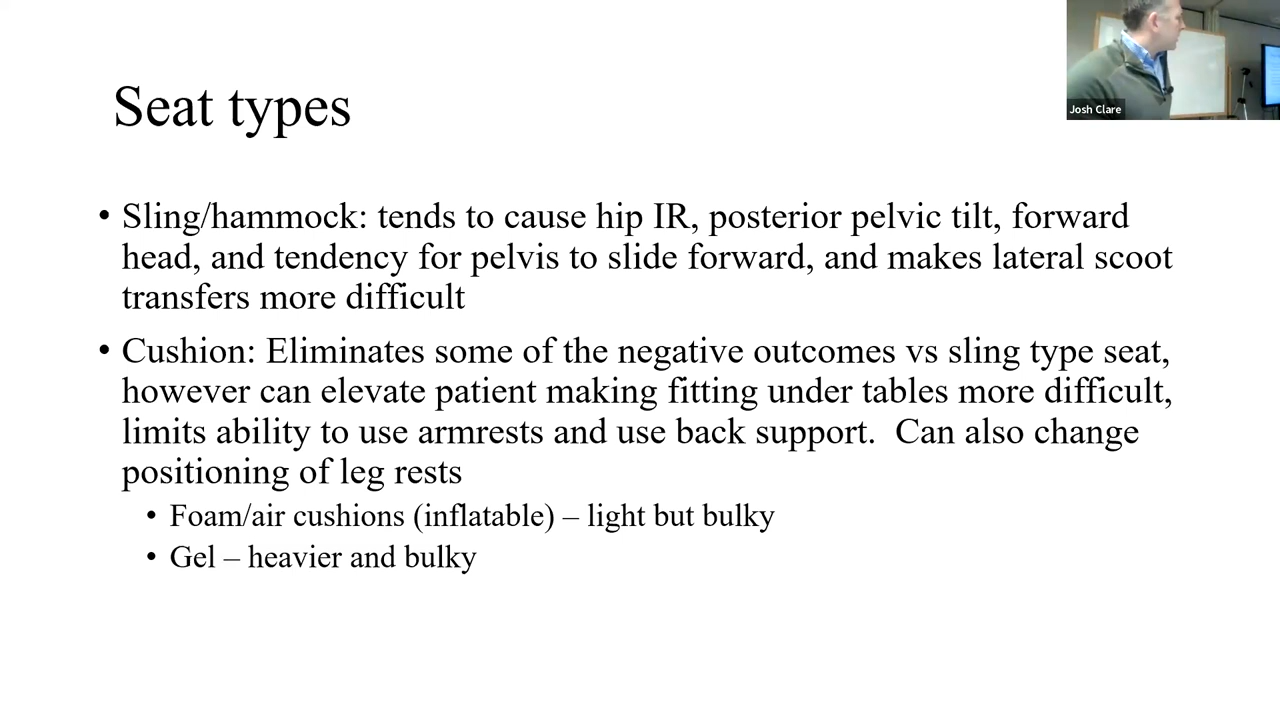 Josh Clare
Seat types
• Sling/hammock: tends to cause hip IR, posterior pelvic tilt, forward
head, and tendency for pelvis to slide forward, and makes lateral scoot
transfers more difficult
• Cushion: Eliminates some of the negative outcomes vs sling type seat,
however can elevate patient making fitting under tables more difficult,
limits ability to use armrests and use back support.  Can also change
positioning of leg rests
• Foam/air cushions (inflatable) – light but bulky
• Gel – heavier and bulky